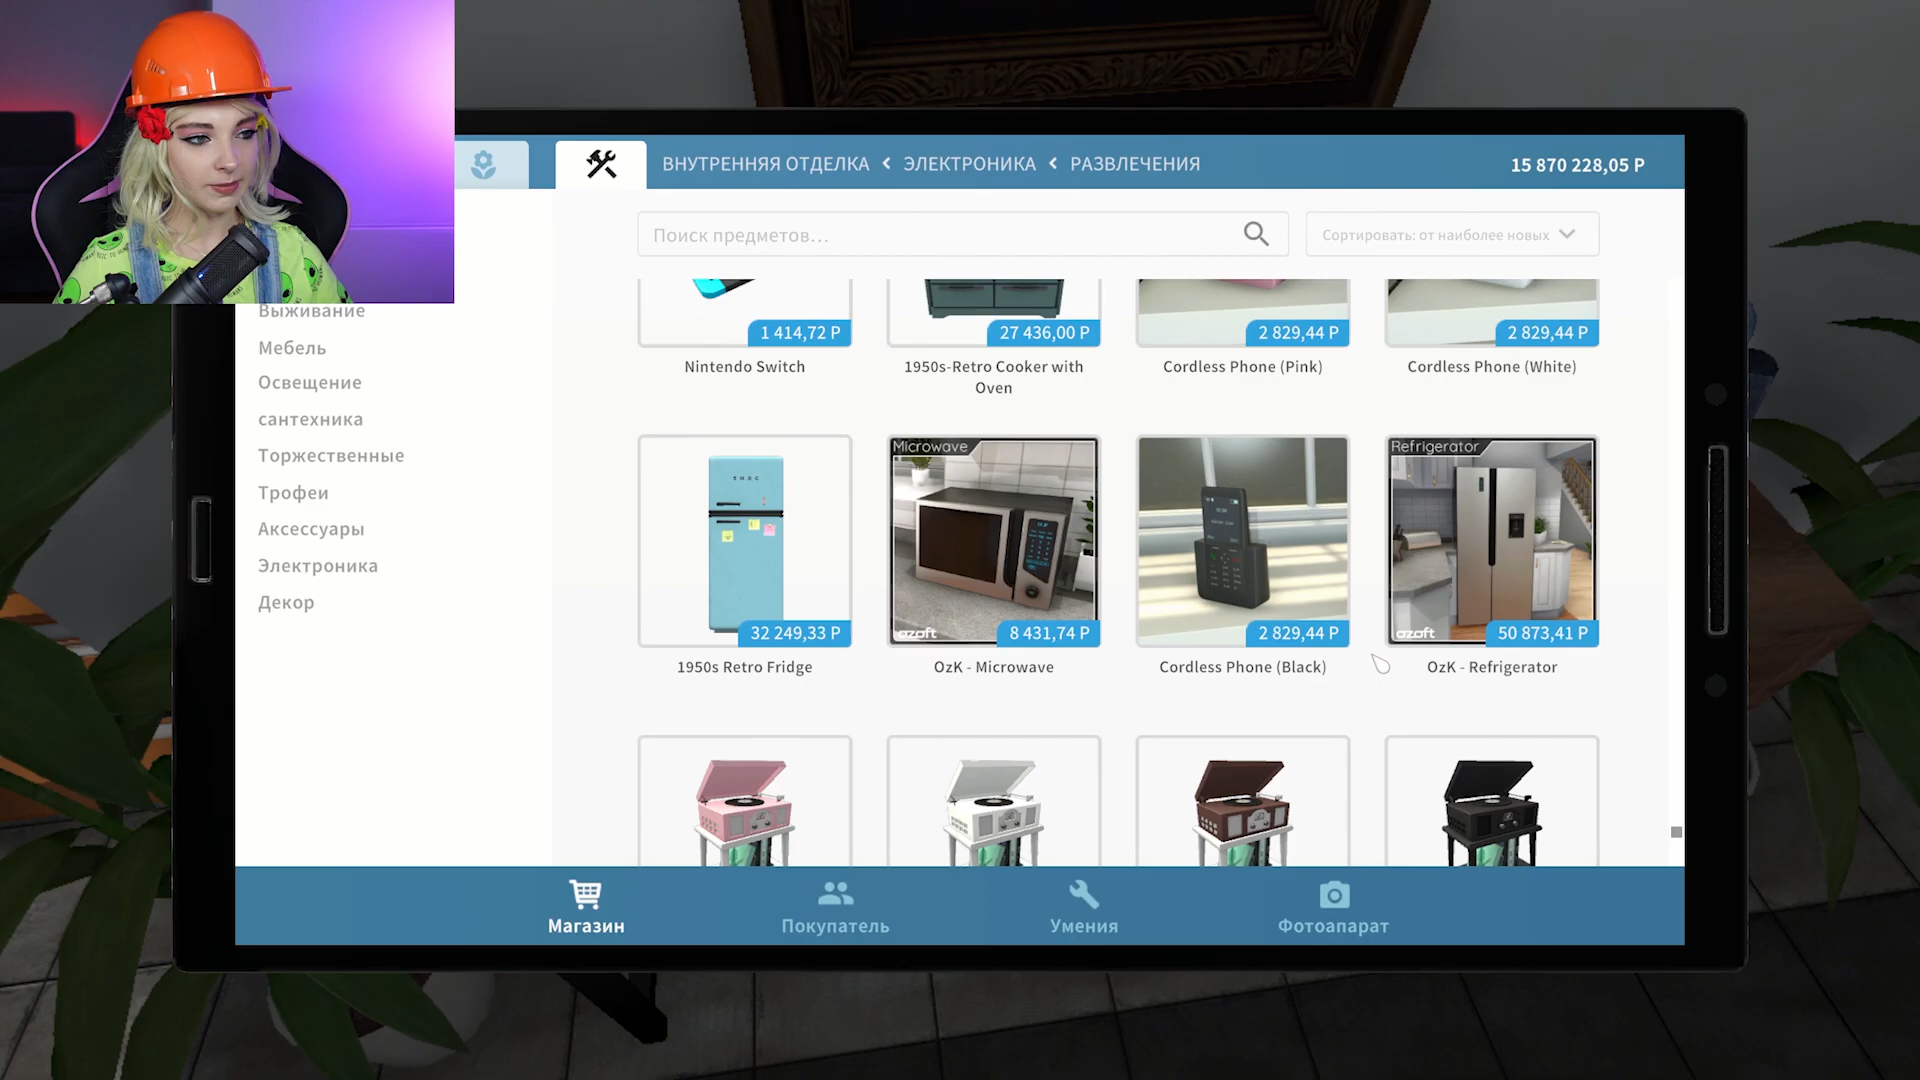 ВНУТРЕННЯЯ ОТДЕЛКА < ЭЛЕКТРОНИКА < РАЗВЛЕЧЕНИЯ
15 870 228,05 Р
Поиск предметов...
Сортировать: от наиболее новых
Выживание
Мебель
Освещение
сантехника
Торжественные
Трофеи
Аксессуары
Электроника
Декор
1 414,72 Р
27 436,00 Р
2 829,44 Р
2 829,44 Р
Nintendo Switch
1950s-Retro Cooker with
Oven
Cordless Phone (Pink)
Cordless Phone (White)
Microwave
Refrigerator
ozoft
ozoft
32 249,33 Р
8 431,74 Р
2 829,44 Р
50 873,41 Р
1950s Retro Fridge
OzK - Microwave
Cordless Phone (Black)
OzK - Refrigerator
Магазин
Покупатель
Умения
Фотоаппарат